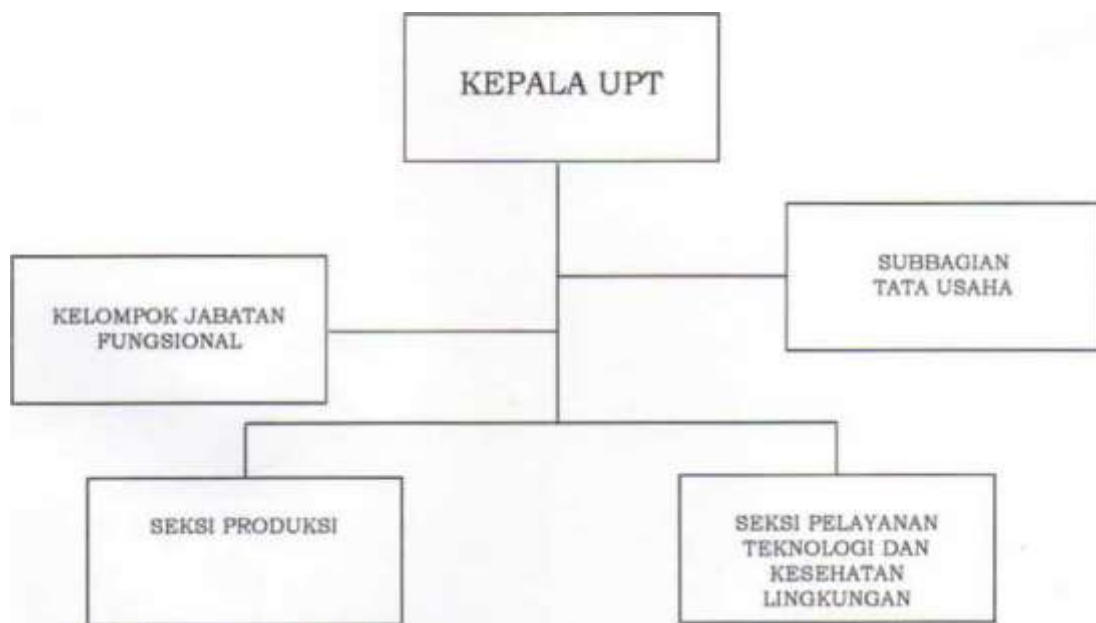 KEPALA UPT
SUBBAGIAN
TATA USAHA
KELOMPOK JABATAN
FUNGSIONAL
SEKSI PRODUKSI
SEKSI PELAYANAN
TEKNOLOGI DAN
KESEHATAN
LINGKUNGAN